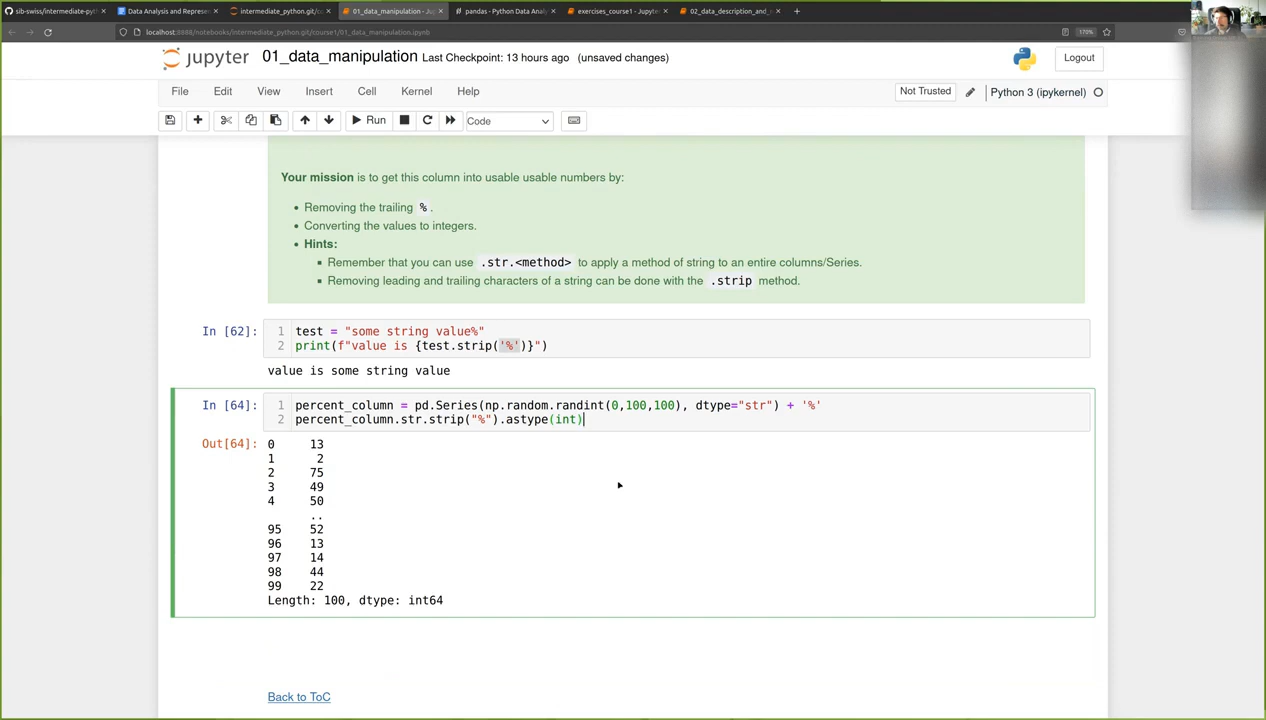 sib-swiss/intermediate-pyth
Data Analysis and Represe
intermediate_python.git/cou
01_data_manipulation - Jup
pandas - Python Data Anal
exercises_course1 - Jupyter
02_data_description_and_
localhost:8888/notebooks/intermediate_python.git/course1/01_data_manipulation.ipynb
170%
jupyter 01_data_manipulation Last Checkpoint: 13 hours ago (unsaved changes)
Logout
File Edit View Insert Cell Kernel Help
Not Trusted
Python 3 (ipykernel)
Run
Code
Your mission is to get this column into usable usable numbers by:
Removing the trailing %.
Converting the values to integers.
Hints:
Remember that you can use .str.<method> to apply a method of string to an entire columns/Series.
Removing leading and trailing characters of a string can be done with the .strip method.
In [62]:
1 test = "some string value%"
2 print(f"value is {test.strip('%')}")
value is some string value
In [64]:
1 percent_column = pd.Series(np.random.randint(0,100,100), dtype="str") + '%'
2 percent_column.str.strip("%").astype(int)
Out[64]:
0 13
1 2
2 75
3 49
4 50
..
95 52
96 13
97 14
98 44
99 22
Length: 100, dtype: int64
Back to ToC